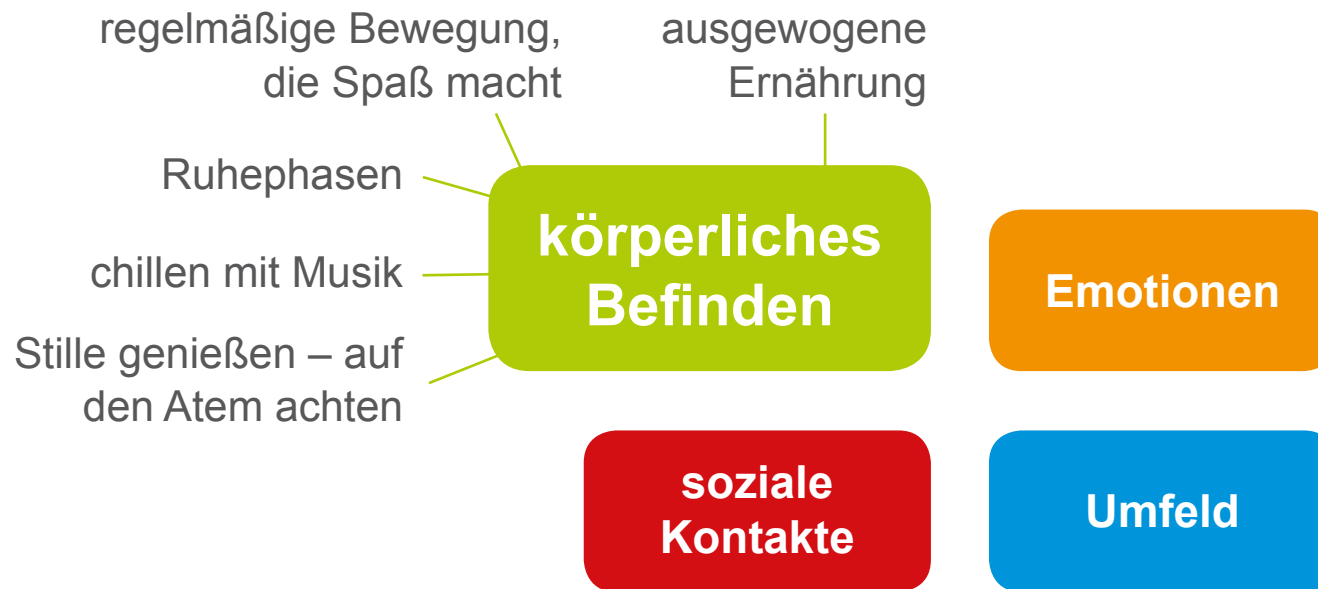 regelmäßige Bewegung,
die Spaß macht
ausgewogene
Ernährung
Ruhephasen
chillen mit Musik
Stille genießen – auf
den Atem achten
körperliches
Befinden
Emotionen
soziale
Kontakte
Umfeld